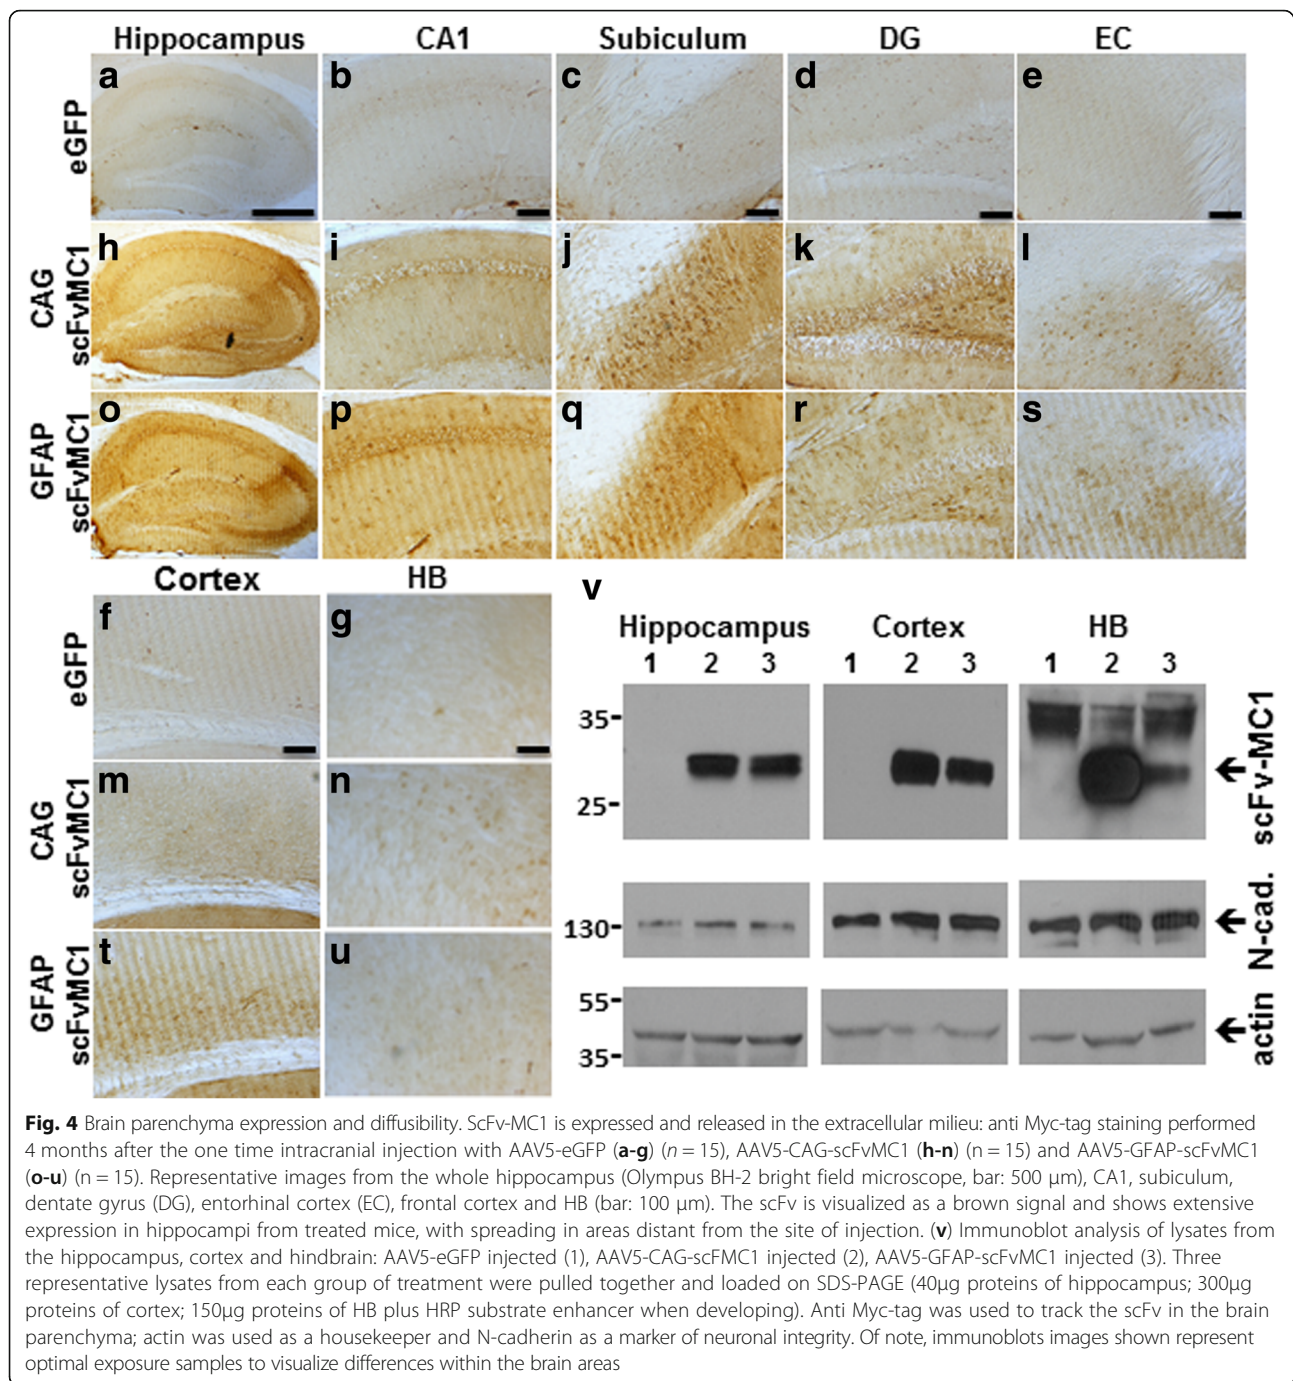 Hippocampus CA1 Subiculum DG EC
eGFP
a b c d e
CAG scFvMC1
h i j k l
GFAP scFvMC1
o p q r s
Cortex HB
eGFP
f g
CAG scFvMC1
m n
GFAP scFvMC1
t u
v
Hippocampus Cortex HB
1 2 3 1 2 3 1 2 3
35
25
scFv-MC1
130
N-cad.
55
35
actin
Fig. 4 Brain parenchyma expression and diffusibility. ScFv-MC1 is expressed and released in the extracellular milieu: anti Myc-tag staining performed
4 months after the one time intracranial injection with AAV5-eGFP (a-g) (n = 15), AAV5-CAG-scFvMC1 (h-n) (n = 15) and AAV5-GFAP-scFvMC1
(o-u) (n = 15). Representative images from the whole hippocampus (Olympus BH-2 bright field microscope, bar: 500 μm), CA1, subiculum,
dentate gyrus (DG), entorhinal cortex (EC), frontal cortex and HB (bar: 100 μm). The scFv is visualized as a brown signal and shows extensive
expression in hippocampi from treated mice, with spreading in areas distant from the site of injection. (v) Immunoblot analysis of lysates from
the hippocampus, cortex and hindbrain: AAV5-eGFP injected (1), AAV5-CAG-scFMC1 injected (2), AAV5-GFAP-scFvMC1 injected (3). Three
representative lysates from each group of treatment were pulled together and loaded on SDS-PAGE (40μg proteins of hippocampus; 300μg
proteins of cortex; 150μg proteins of HB plus HRP substrate enhancer when developing). Anti Myc-tag was used to track the scFv in the brain
parenchyma; actin was used as a housekeeper and N-cadherin as a marker of neuronal integrity. Of note, immunoblots images shown represent
optimal exposure samples to visualize differences within the brain areas